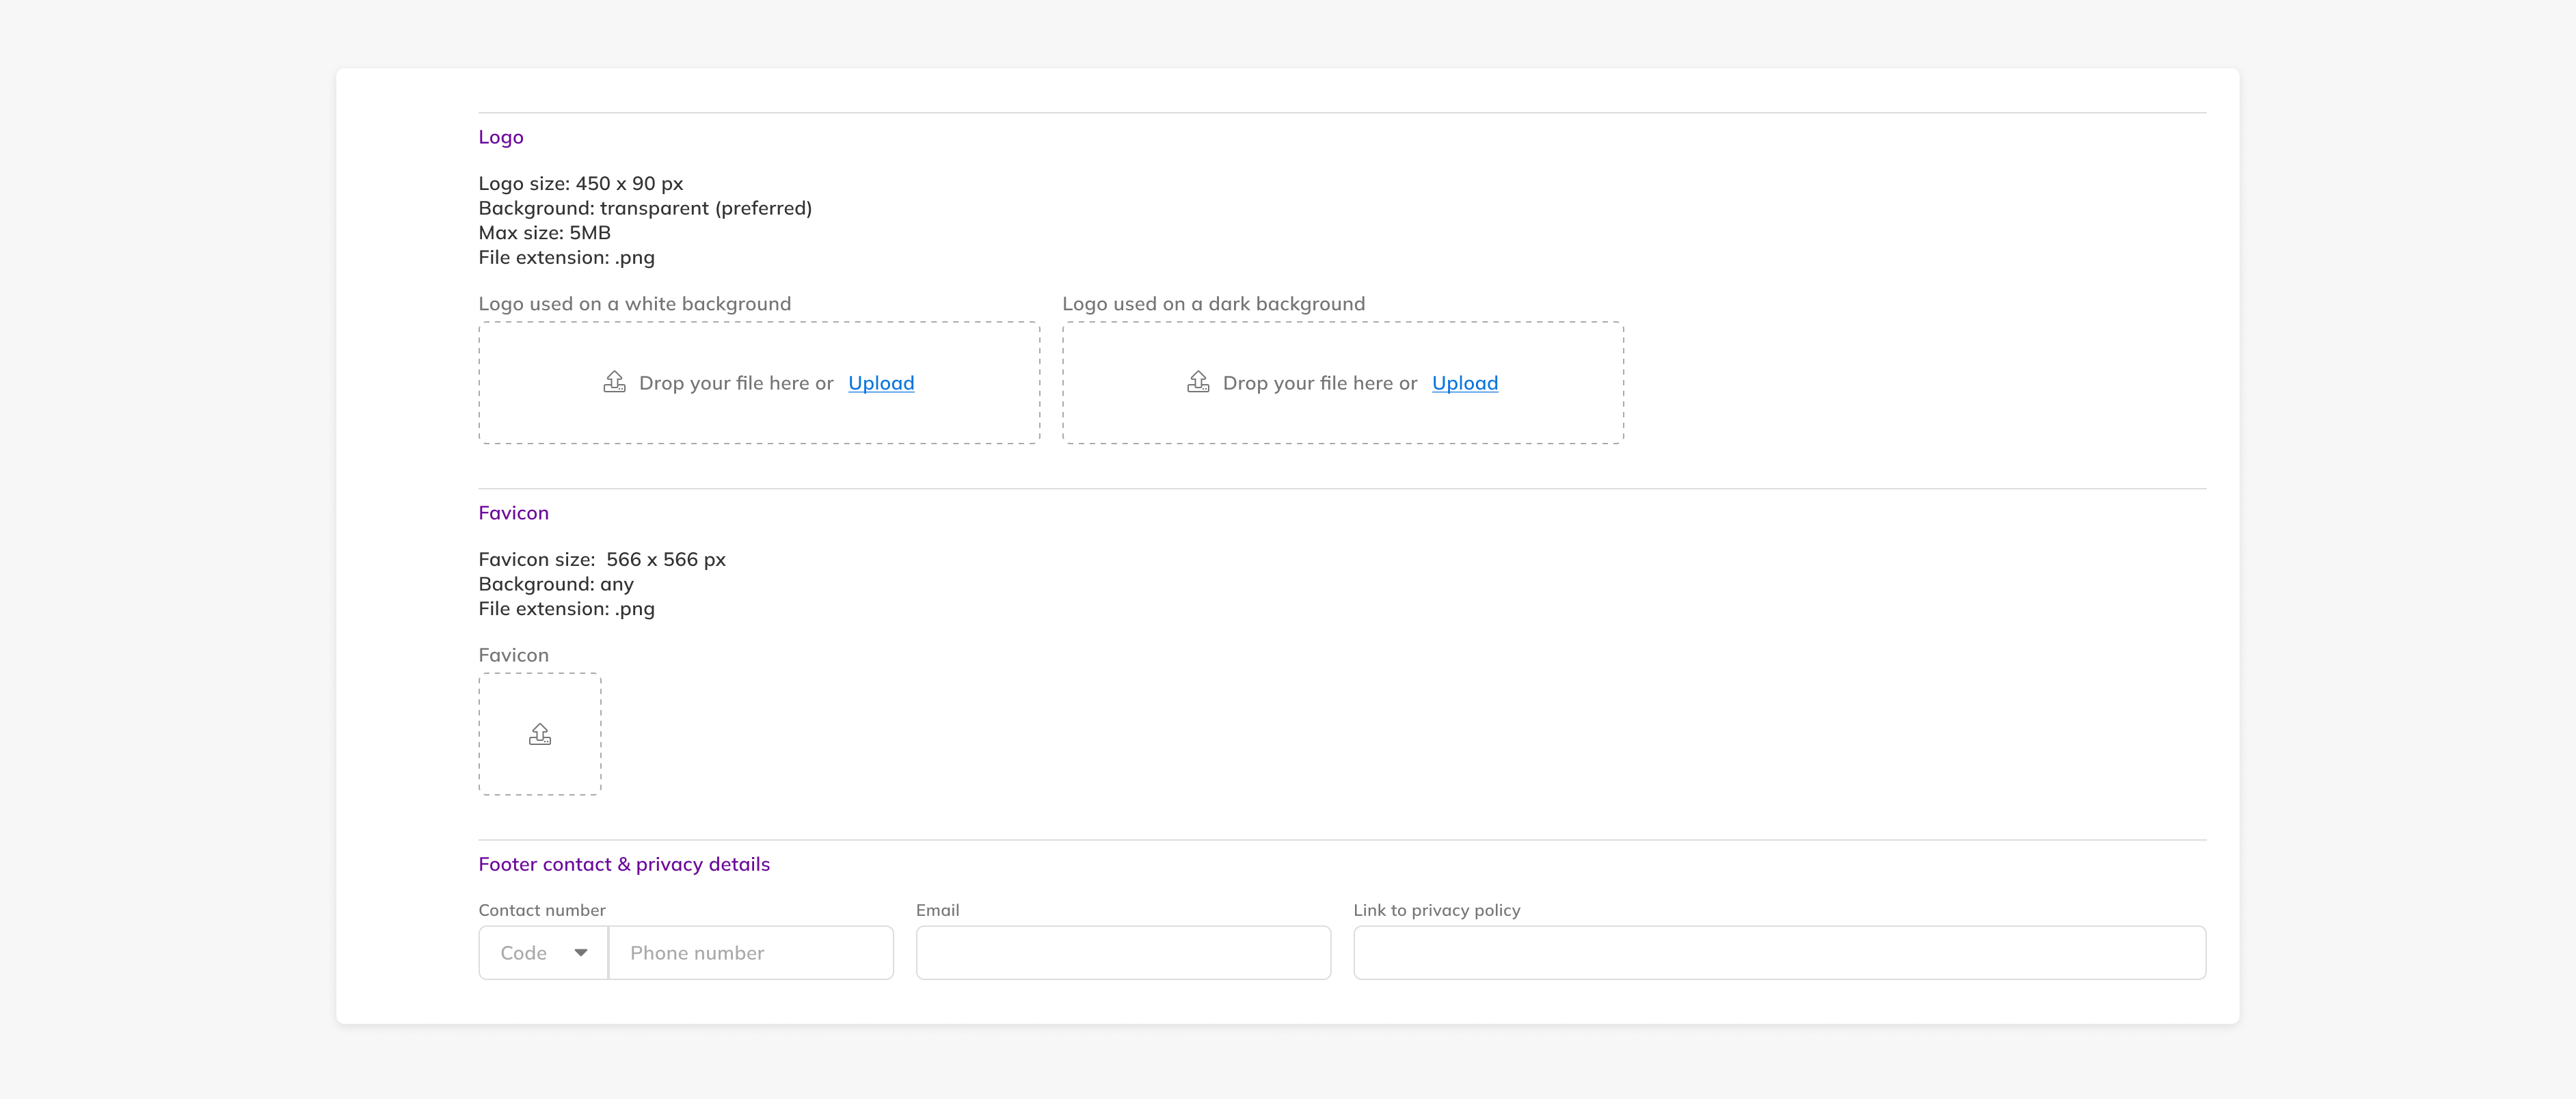 Logo
Logo size: 450 x 90 px
Background: transparent (preferred)
Max size: 5MB
File extension: .png
Logo used on a white background
Logo used on a dark background
Drop your file here or Upload
Drop your file here or Upload
Favicon
Favicon size:  566 x 566 px
Background: any
File extension: .png
Favicon
Footer contact & privacy details
Contact number
Email
Link to privacy policy
Code
Phone number